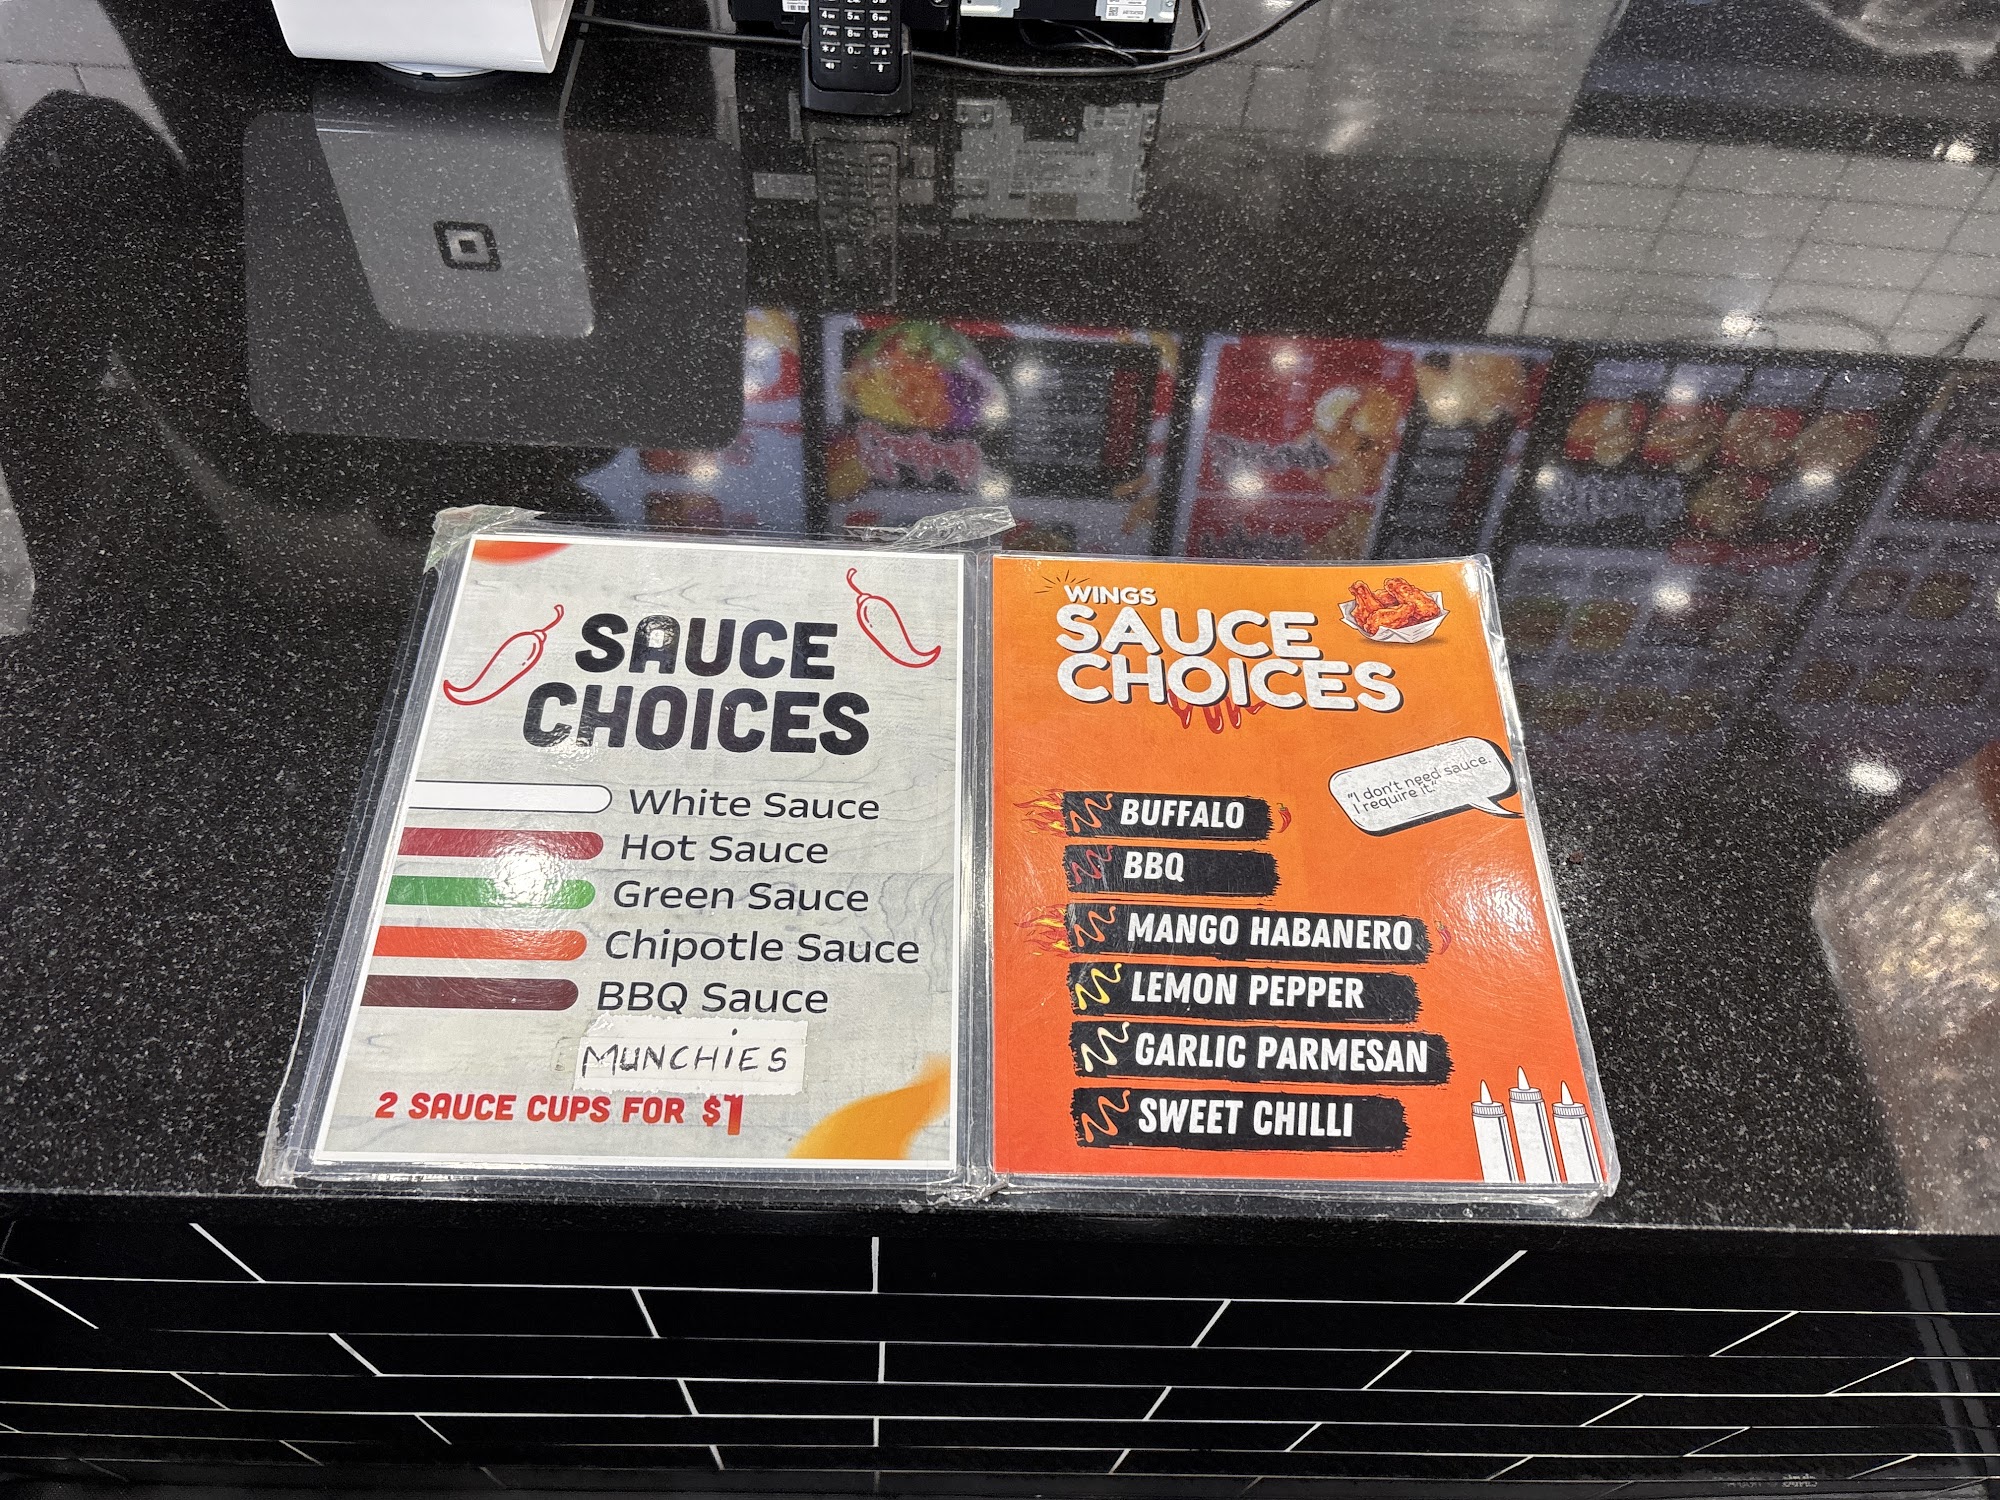 SAUCE
CHOICES
White Sauce
Hot Sauce
Green Sauce
Chipotle Sauce
BBQ Sauce
MUNCHiES
2 SAUCE CUPS FOR $1
WINGS
SAUCE
CHOICES
"I don't need sauce.
I require it."
BUFFALO
BBQ
MANGO HABANERO
LEMON PEPPER
GARLIC PARMESAN
SWEET CHILLI